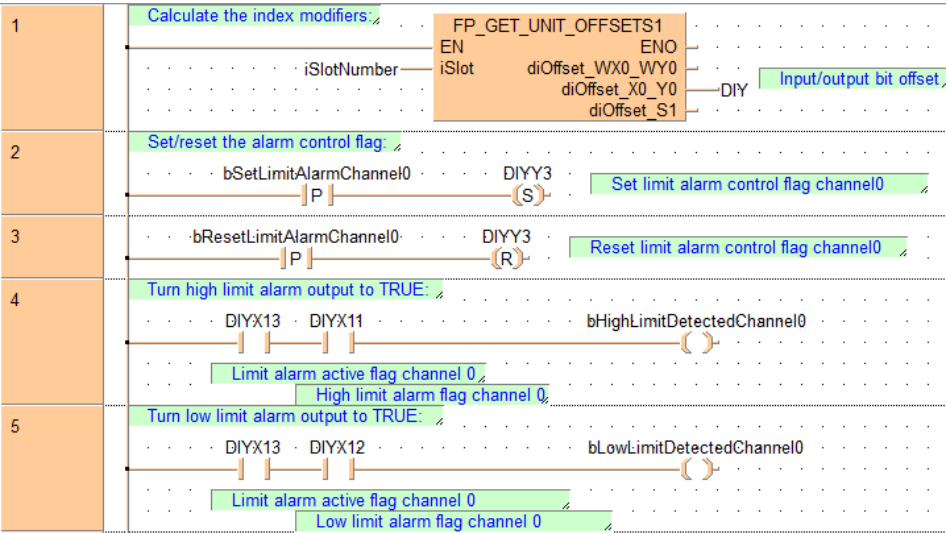 1
Calculate the index modifiers:
FP_GET_UNIT_OFFSETS1
EN ENO
iSlotNumber iSlot diOffset_WX0_WY0
Input/output bit offset
diOffset_X0_Y0 DIY
diOffset_S1
2
Set/reset the alarm control flag:
bSetLimitAlarmChannel0 DIYY3
P (S)
Set limit alarm control flag channel0
3
bResetLimitAlarmChannel0 DIYY3
P (R)
Reset limit alarm control flag channel0
4
Turn high limit alarm output to TRUE:
DIYX13 DIYX11 bHighLimitDetectedChannel0
Limit alarm active flag channel 0
High limit alarm flag channel 0
5
Turn low limit alarm output to TRUE:
DIYX13 DIYX12 bLowLimitDetectedChannel0
Limit alarm active flag channel 0
Low limit alarm flag channel 0